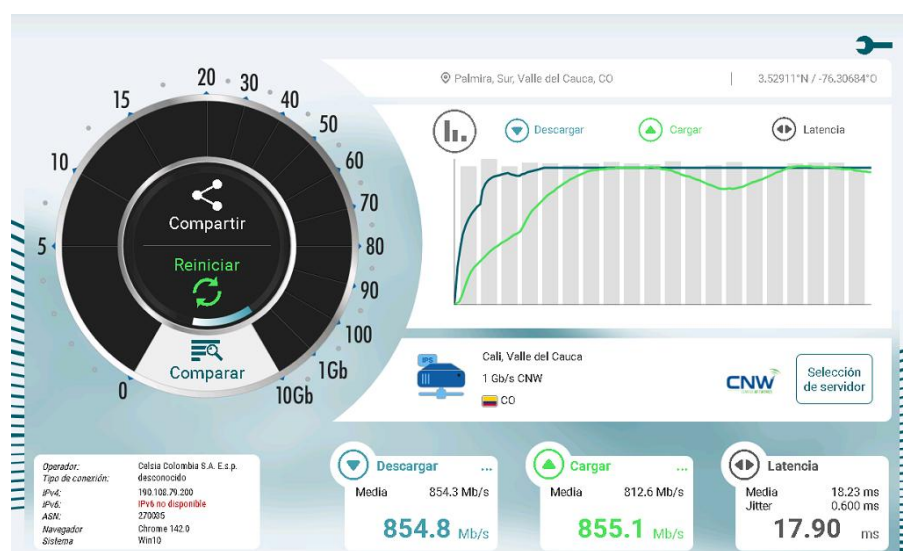 Palmira, Sur, Valle del Cauca, CO | 3.52911°N / -76.30684°O
Descargar Cargar Latencia
0
5
10
15
20
30
40
50
60
70
80
90
100
1Gb
10Gb
Compartir
Reiniciar
Comparar
IPS
Cali, Valle del Cauca
1 Gb/s CNW
CO
CNW
Selección
de servidor
Operador: Celsia Colombia S.A. E.s.p.
Tipo de conexión: desconocido
IPv4: 190.108.79.200
IPv6: IPv6 no disponible
ASN: 270035
Navegador Chrome 142.0
Sistema Win10
Descargar ...
Media 854.3 Mb/s
854.8 Mb/s
Cargar ...
Media 812.6 Mb/s
855.1 Mb/s
Latencia
Media 18.23 ms
Jitter 0.600 ms
17.90 ms